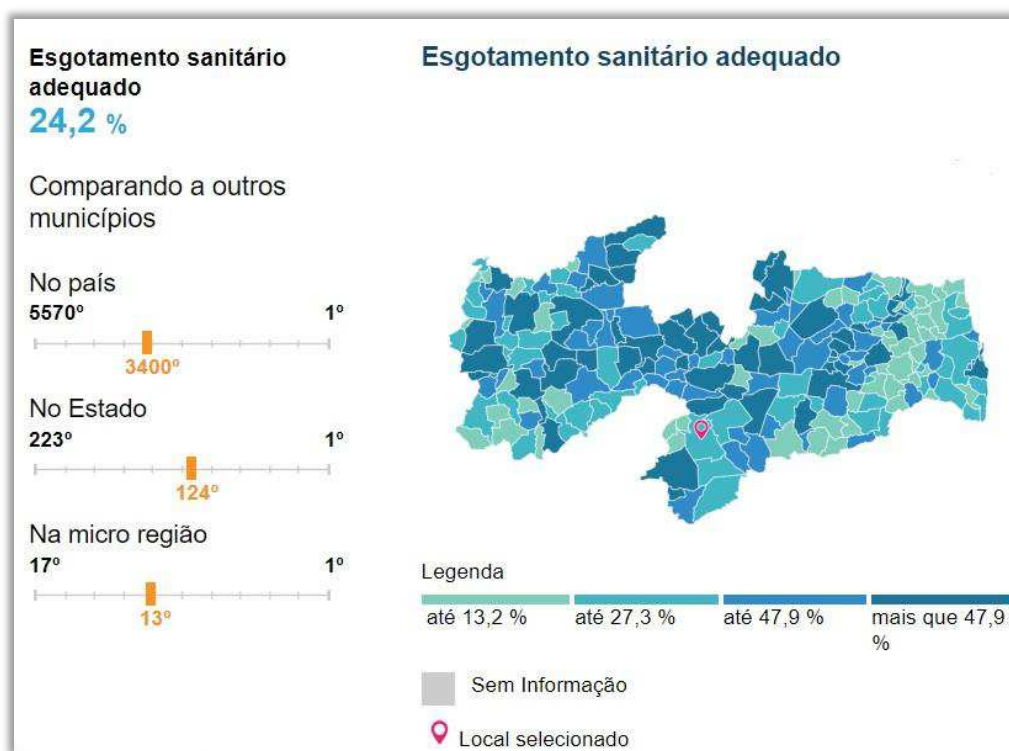 Esgotamento sanitário
adequado
24,2 %
Comparando a outros
municípios
No país
5570º 1º
3400º
No Estado
223º 1º
124º
Na micro região
17º 1º
13º
Esgotamento sanitário adequado
Legenda
até 13,2 % até 27,3 % até 47,9 % mais que 47,9
%
Sem Informação
Local selecionado